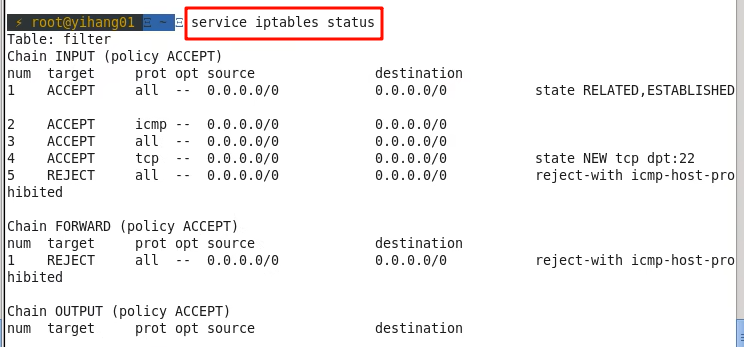 ⚡ root@yihang01 ~ service iptables status
Table: filter
Chain INPUT (policy ACCEPT)
num  target     prot opt source               destination
1    ACCEPT     all  --  0.0.0.0/0            0.0.0.0/0           state RELATED,ESTABLISHED
2    ACCEPT     icmp --  0.0.0.0/0            0.0.0.0/0
3    ACCEPT     all  --  0.0.0.0/0            0.0.0.0/0
4    ACCEPT     tcp  --  0.0.0.0/0            0.0.0.0/0           state NEW tcp dpt:22
5    REJECT     all  --  0.0.0.0/0            0.0.0.0/0           reject-with icmp-host-pro
hibited
Chain FORWARD (policy ACCEPT)
num  target     prot opt source               destination
1    REJECT     all  --  0.0.0.0/0            0.0.0.0/0           reject-with icmp-host-pro
hibited
Chain OUTPUT (policy ACCEPT)
num  target     prot opt source               destination